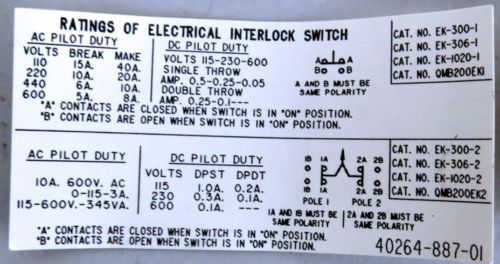 RATINGS OF ELECTRICAL INTERLOCK SWITCH
AC PILOT DUTY
VOLTS BREAK MAKE
110 15A. 40A.
220 10A. 20A.
440 6A. 10A.
600 5A. 8A.
DC PILOT DUTY
VOLTS 115-230-600
SINGLE THROW
AMP. 0.5-0.25-0.05
DOUBLE THROW
AMP. 0.25-0.1---
A A
B B
A AND B MUST BE
SAME POLARITY
CAT. NO. EK-300-1
CAT. NO. EK-306-1
CAT. NO. EK-1020-1
CAT. NO. QMB200EK1
"A" CONTACTS ARE CLOSED WHEN SWITCH IS IN "ON" POSITION.
"B" CONTACTS ARE OPEN WHEN SWITCH IS IN "ON" POSITION.
AC PILOT DUTY
10A. 600V. AC
0-115-3A.
115-600V.-345VA.
DC PILOT DUTY
VOLTS DPST DPDT
115 1.0A. 0.2A.
230 0.3A. 0.1A.
600 0.1A. ---
1B 1A 2A 2B
1B 1A 2A 2B
POLE 1 POLE 2
1A AND 1B MUST BE SAME POLARITY
2A AND 2B MUST BE SAME POLARITY
CAT. NO. EK-300-2
CAT. NO. EK-306-2
CAT. NO. EK-1020-2
CAT. NO. QMB200EK2
"A" CONTACTS ARE CLOSED WHEN SWITCH IS IN "ON" POSITION.
"B" CONTACTS ARE OPEN WHEN SWITCH IS IN "ON" POSITION.
40264-887-01